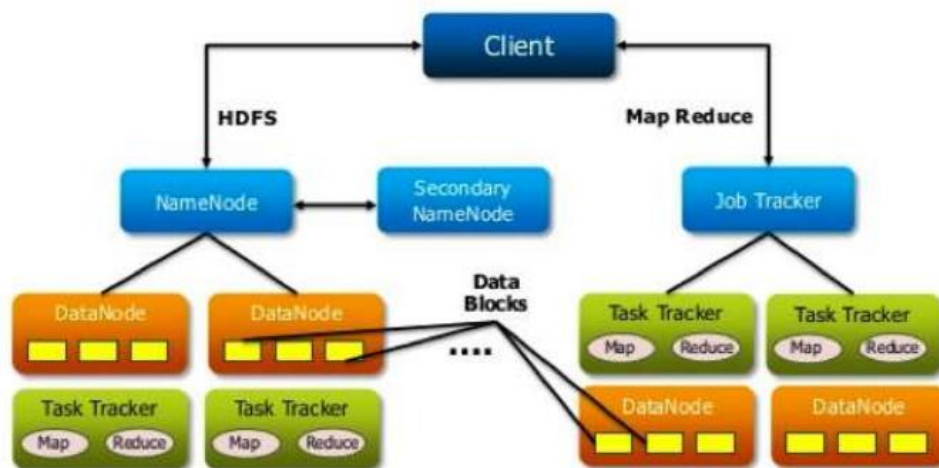 Client
HDFS
Map Reduce
NameNode
Secondary
NameNode
Job Tracker
DataNode
DataNode
Data
Blocks
....
Task Tracker
Map Reduce
Task Tracker
Map Reduce
Task Tracker
Map Reduce
Task Tracker
Map Reduce
DataNode
DataNode